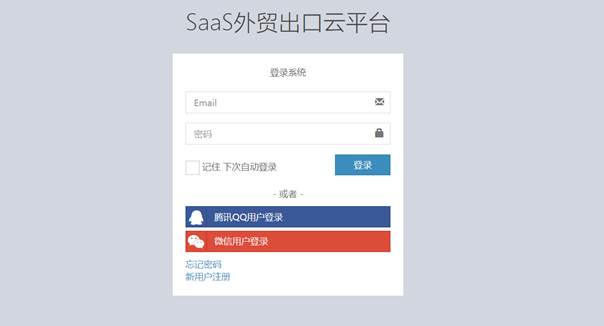 SaaS外贸出口云平台
登录系统
Email
密码
记住 下次自动登录
登录
- 或者 -
腾讯QQ用户登录
微信用户登录
忘记密码
新用户注册